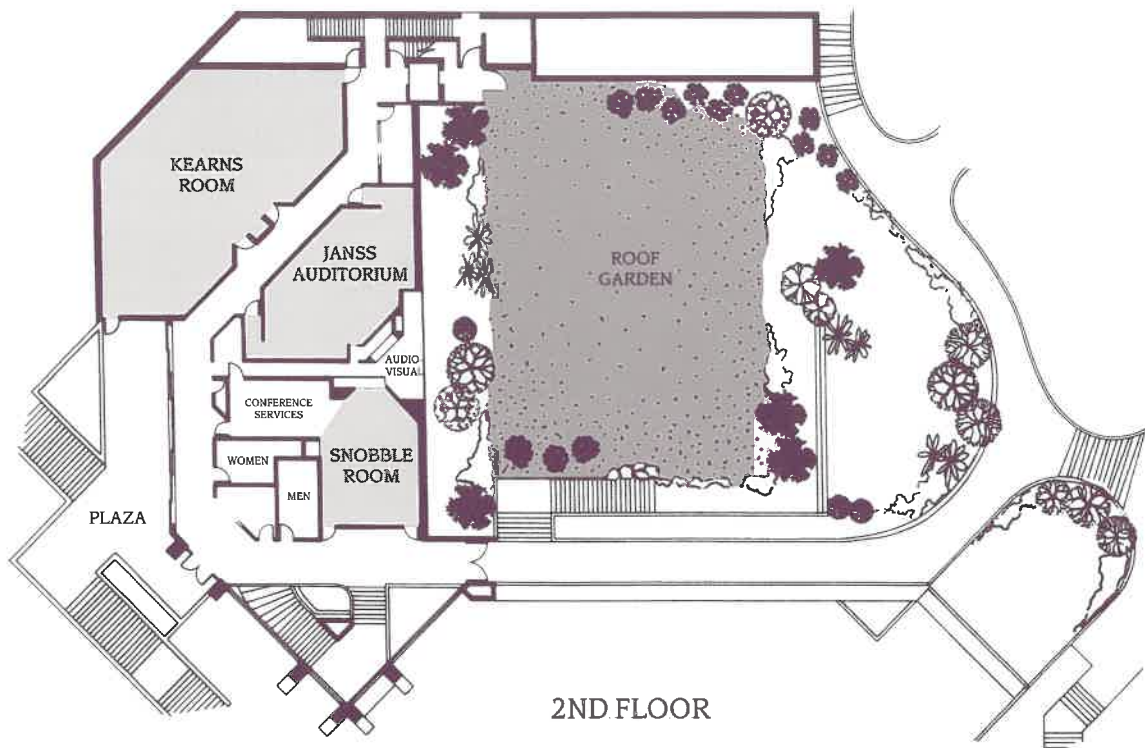 KEARNS
ROOM
JANSS
AUDITORIUM
ROOF
GARDEN
AUDIO
VISUAL
CONFERENCE
SERVICES
WOMEN
SNOBBLE
ROOM
MEN
PLAZA
2ND FLOOR